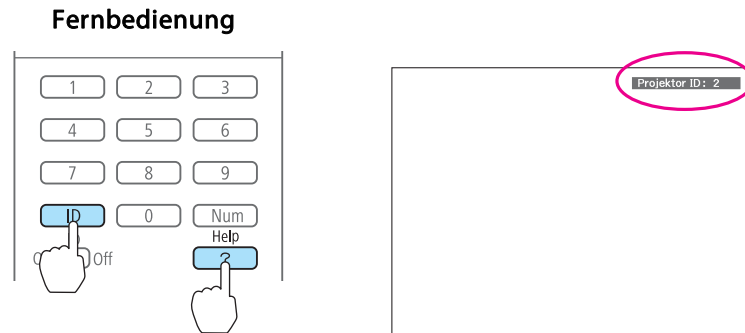 Fernbedienung
1 2 3
4 5 6
7 8 9
ID 0 Num
Help
Off ?
Projektor ID: 2